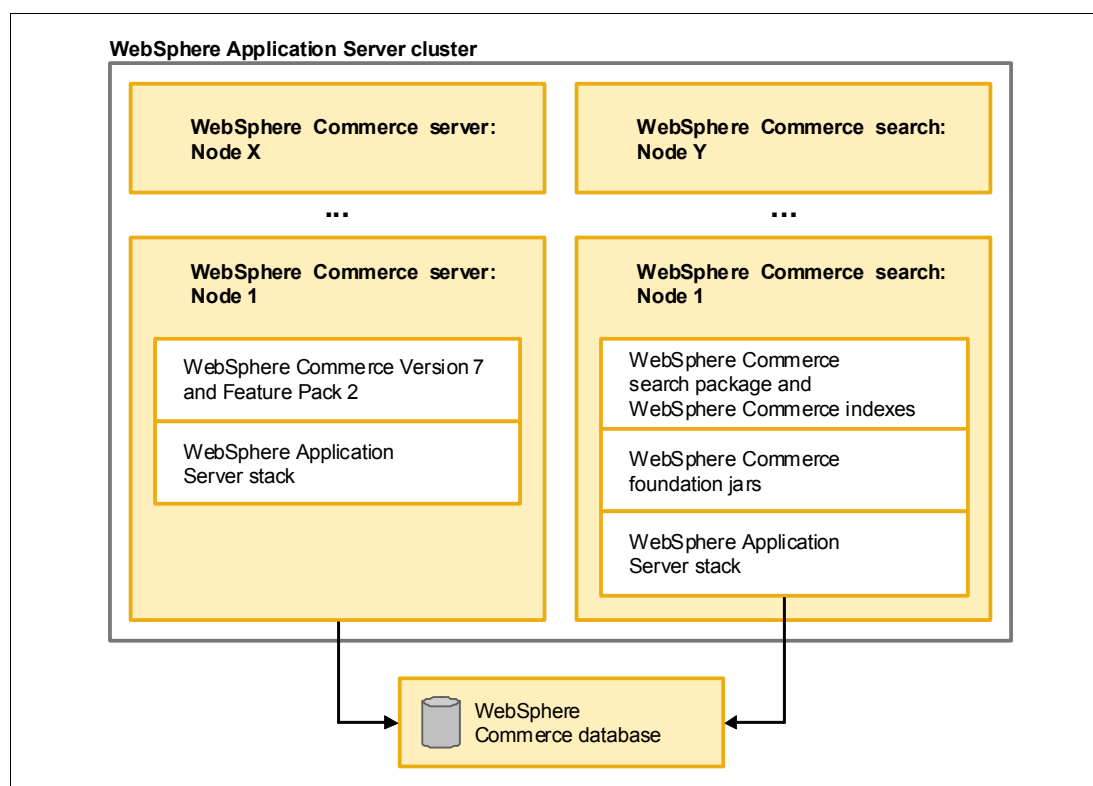 WebSphere Application Server cluster
WebSphere Commerce server:
Node X
WebSphere Commerce search:
Node Y
...
...
WebSphere Commerce server:
Node 1
WebSphere Commerce Version 7
and Feature Pack 2
WebSphere Application
Server stack
WebSphere Commerce search:
Node 1
WebSphere Commerce
search package and
WebSphere Commerce indexes
WebSphere Commerce
foundation jars
WebSphere Application
Server stack
WebSphere
Commerce database